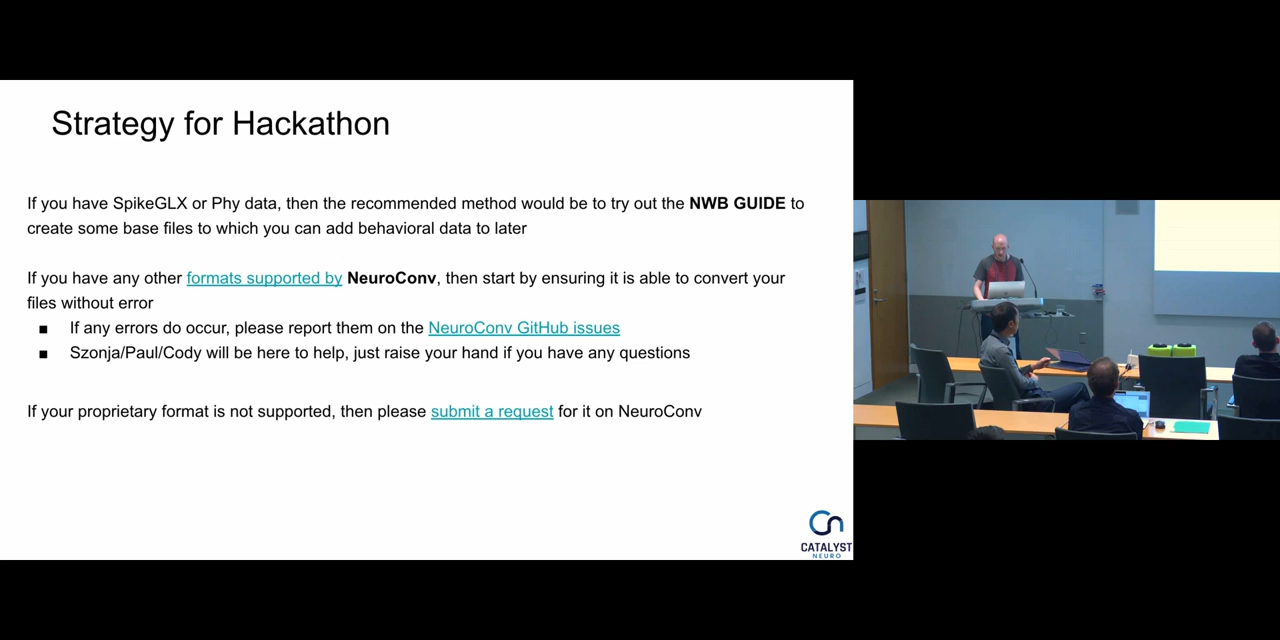 Strategy for Hackathon
If you have SpikeGLX or Phy data, then the recommended method would be to try out the NWB GUIDE to
create some base files to which you can add behavioral data to later
If you have any other formats supported by NeuroConv, then start by ensuring it is able to convert your
files without error
■ If any errors do occur, please report them on the NeuroConv GitHub issues
■ Szonja/Paul/Cody will be here to help, just raise your hand if you have any questions
If your proprietary format is not supported, then please submit a request for it on NeuroConv
CATALYST
NEURO